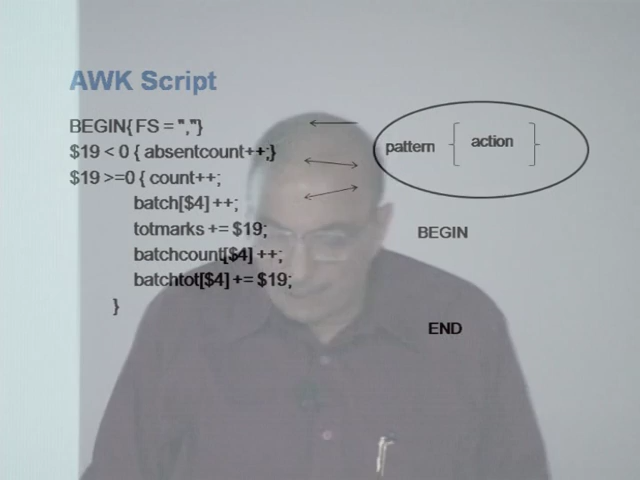 AWK Script
BEGIN{ FS = ","}
$19 < 0 { absentcount++;}
$19 >=0 { count++;
batch[$4] ++;
totmarks += $19;
batchcount[$4] ++;
batchtot[$4] += $19;
}
pattern { action }
BEGIN
END